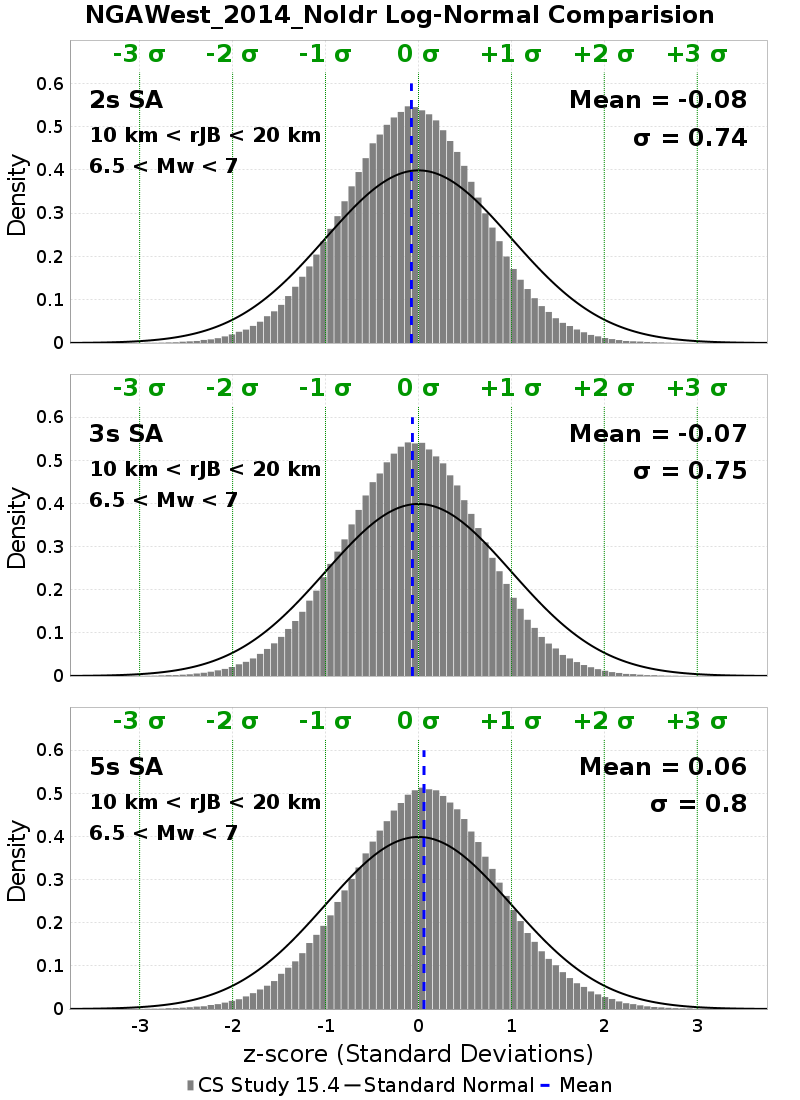 NGAWest_2014_NoIdr Log-Normal Comparision
-3 σ -2 σ -1 σ 0 σ +1 σ +2 σ +3 σ
2s SA
Mean = -0.08
10 km < rJB < 20 km
σ = 0.74
6.5 < Mw < 7
Density
0.6
0.5
0.4
0.3
0.2
0.1
0
-3 σ -2 σ -1 σ 0 σ +1 σ +2 σ +3 σ
3s SA
Mean = -0.07
10 km < rJB < 20 km
σ = 0.75
6.5 < Mw < 7
Density
0.6
0.5
0.4
0.3
0.2
0.1
0
-3 σ -2 σ -1 σ 0 σ +1 σ +2 σ +3 σ
5s SA
Mean = 0.06
10 km < rJB < 20 km
σ = 0.8
6.5 < Mw < 7
Density
0.6
0.5
0.4
0.3
0.2
0.1
0
-3 -2 -1 0 1 2 3
z-score (Standard Deviations)
CS Study 15.4 Standard Normal Mean